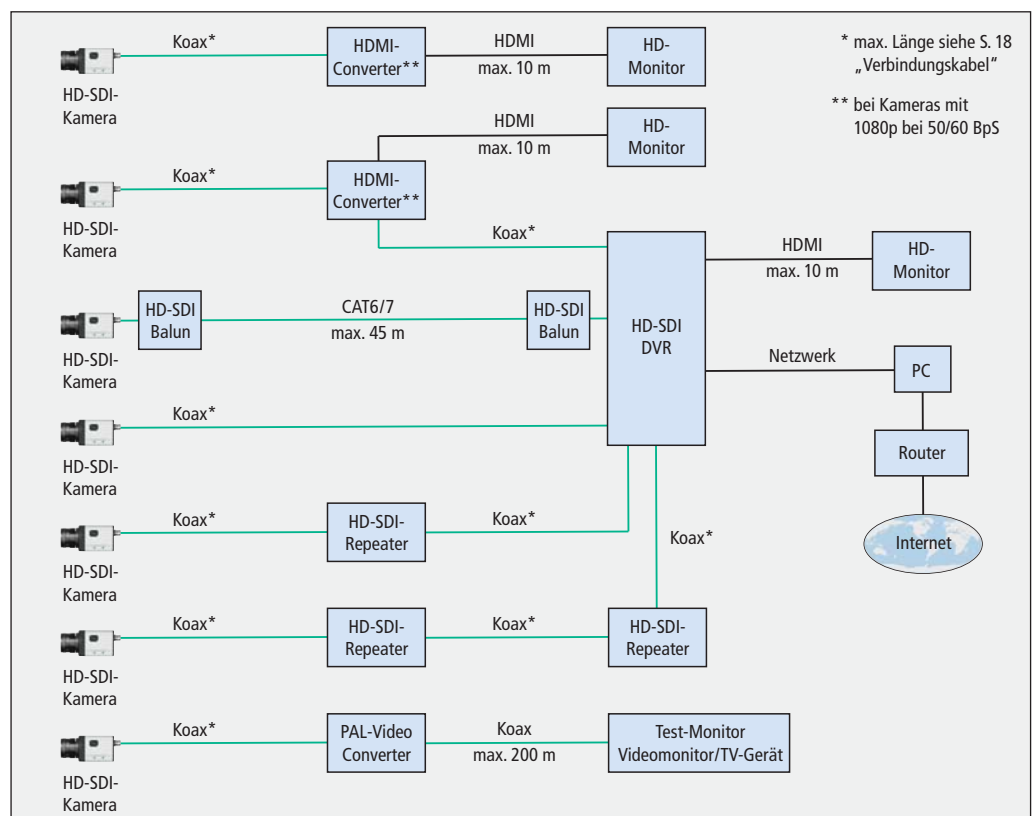 Koax*
HDMI-
Converter**
HDMI
max. 10 m
HD-
Monitor
* max. Länge siehe S. 18
„Verbindungskabel“
** bei Kameras mit
1080p bei 50/60 BpS
HD-SDI-
Kamera
HDMI
max. 10 m
HD-
Monitor
Koax*
HDMI-
Converter**
HD-SDI-
Kamera
Koax*
HD-SDI
DVR
HDMI
max. 10 m
HD-
Monitor
HD-SDI
Balun
CAT6/7
max. 45 m
HD-SDI
Balun
HD-SDI-
Kamera
Netzwerk
PC
Router
Internet
Koax*
HD-SDI-
Kamera
Koax*
HD-SDI-
Repeater
Koax*
Koax*
HD-SDI-
Kamera
Koax*
HD-SDI-
Repeater
Koax*
HD-SDI-
Repeater
HD-SDI-
Kamera
Koax*
PAL-Video
Converter
Koax
max. 200 m
Test-Monitor
Videomonitor/TV-Gerät
HD-SDI-
Kamera